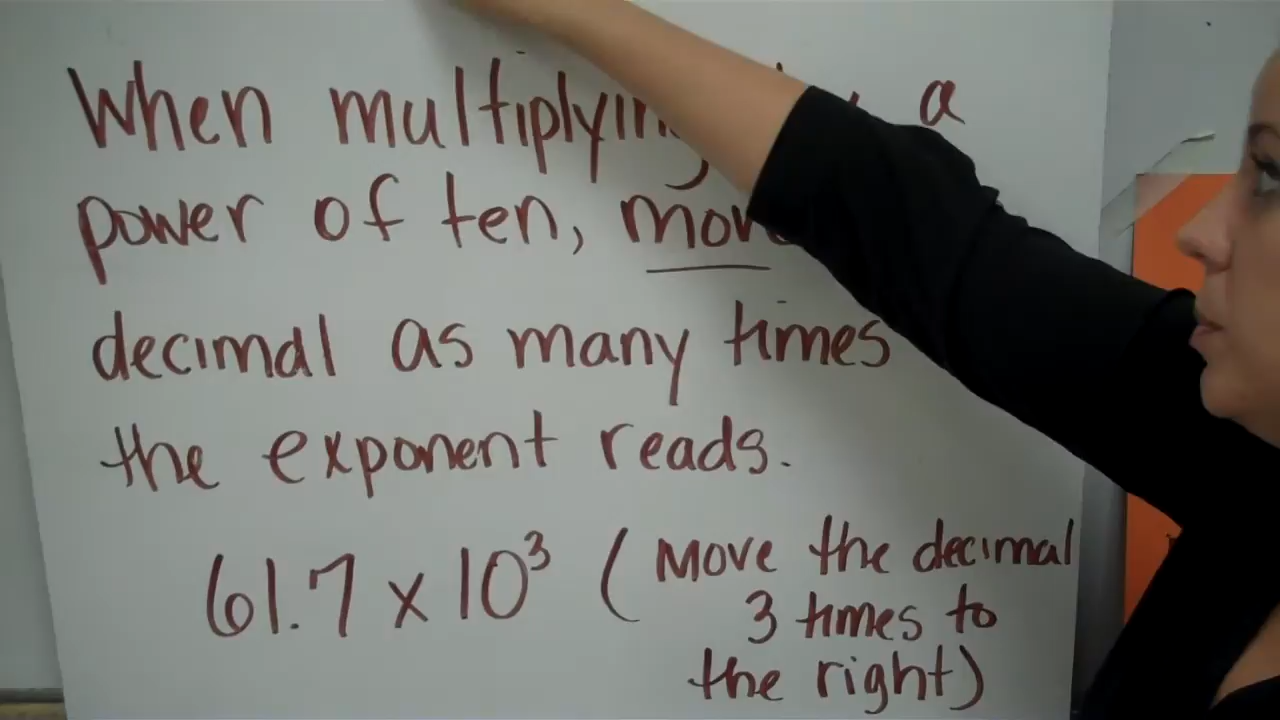 When multiplying a
power of ten,
decimal as many times
the exponent reads.
61.7 x 10³ (Move the decimal
3 times to
the right)